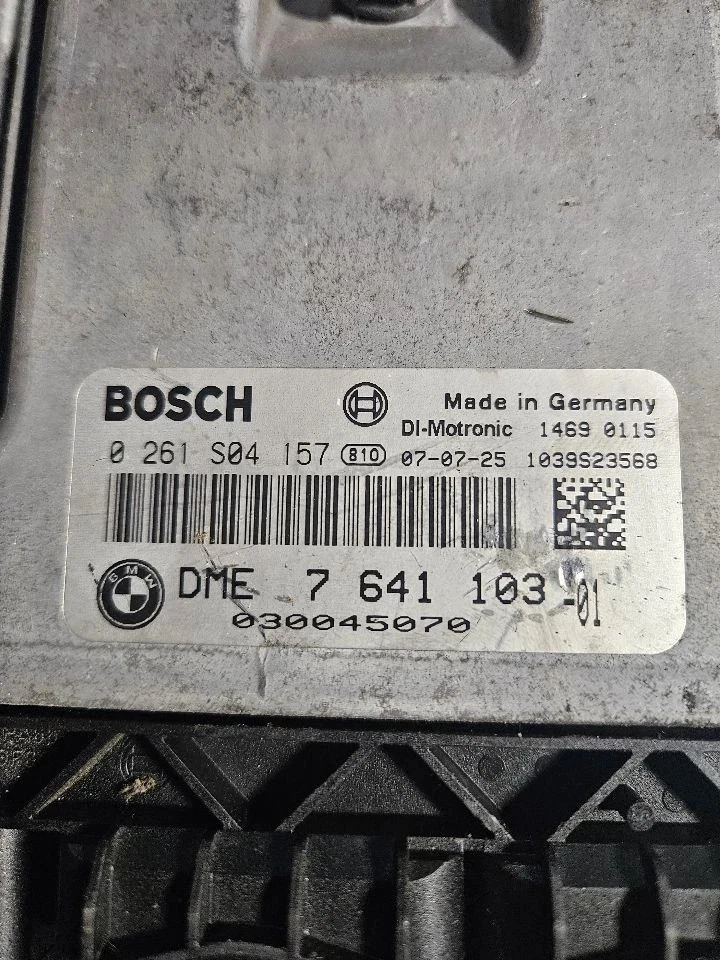 BOSCH
Made in Germany
DI-Motronic 1469 0115
0 261 S04 157 810 07-07-25 1039S23568
BMW DME 7 641 103 -01
030045070